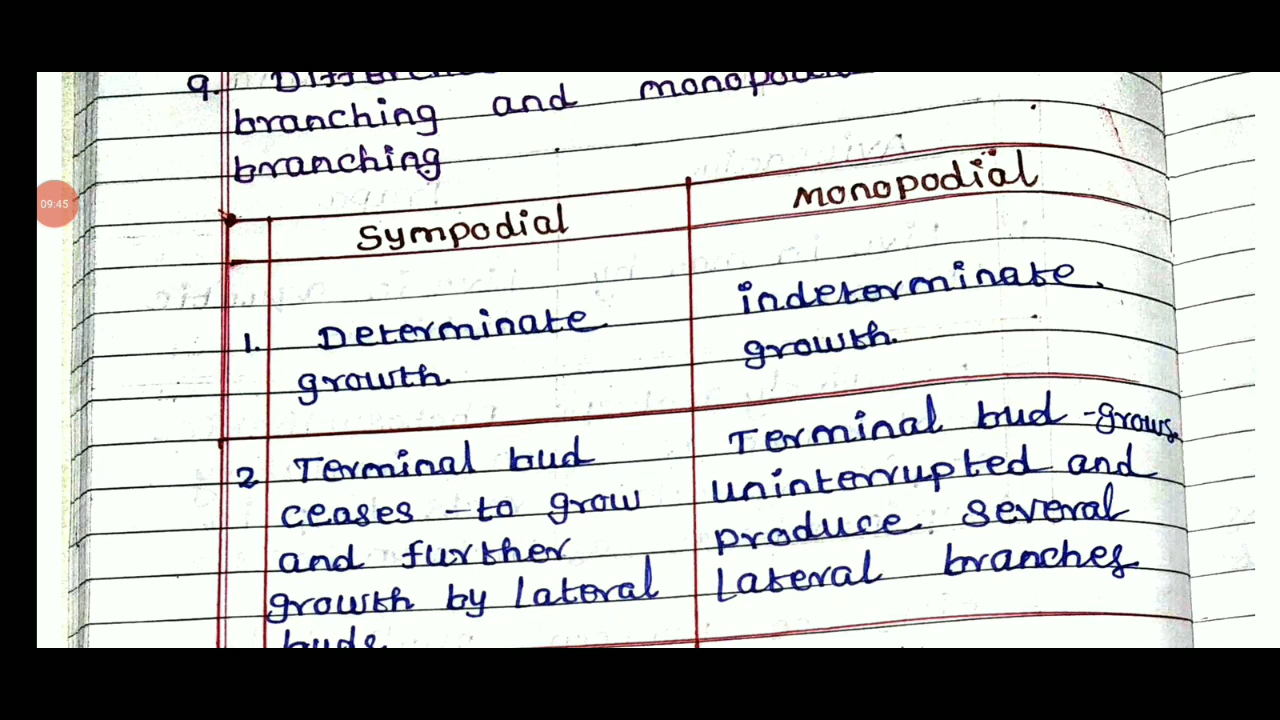 9.
branching and
branching
Sympodial Monopodial
1. Determinate growth.
indeterminate growth.
2 Terminal bud
ceases to grow
and further
growth by lateral
buds
Terminal bud grows
uninterrupted and
produce several
lateral branches
09:45